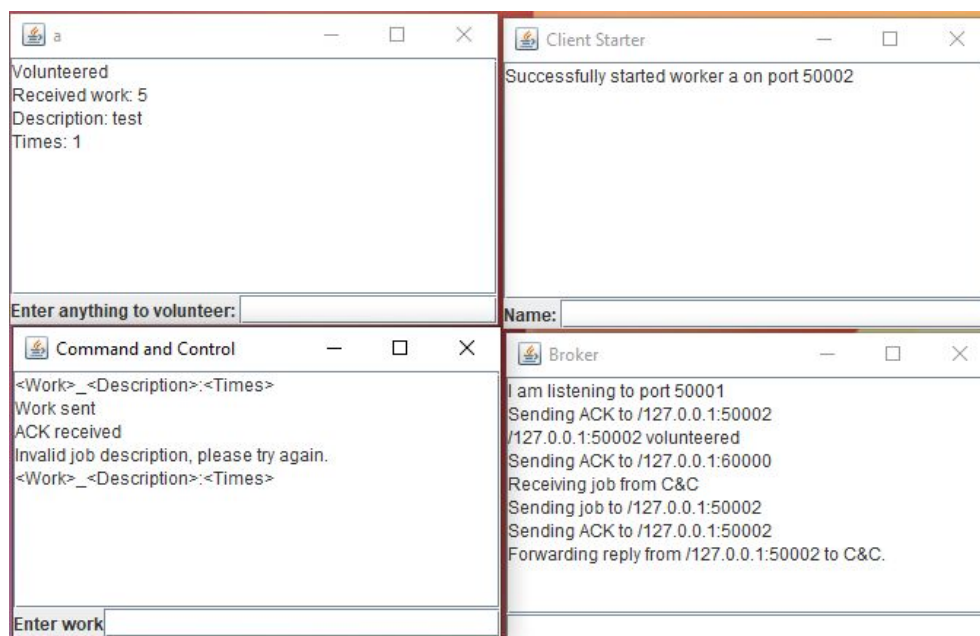 a
Volunteered
Received work: 5
Description: test
Times: 1
Enter anything to volunteer:
Client Starter
Successfully started worker a on port 50002
Name:
Command and Control
<Work>_<Description>:<Times>
Work sent
ACK received
Invalid job description, please try again.
<Work>_<Description>:<Times>
Enter work
Broker
I am listening to port 50001
Sending ACK to /127.0.0.1:50002
/127.0.0.1:50002 volunteered
Sending ACK to /127.0.0.1:60000
Receiving job from C&C
Sending job to /127.0.0.1:50002
Sending ACK to /127.0.0.1:50002
Forwarding reply from /127.0.0.1:50002 to C&C.